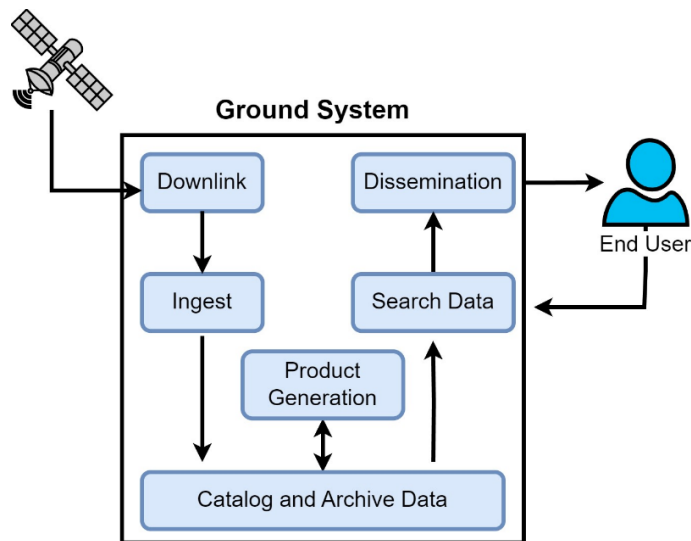 Ground System
Downlink
Dissemination
End User
Ingest
Search Data
Product
Generation
Catalog and Archive Data